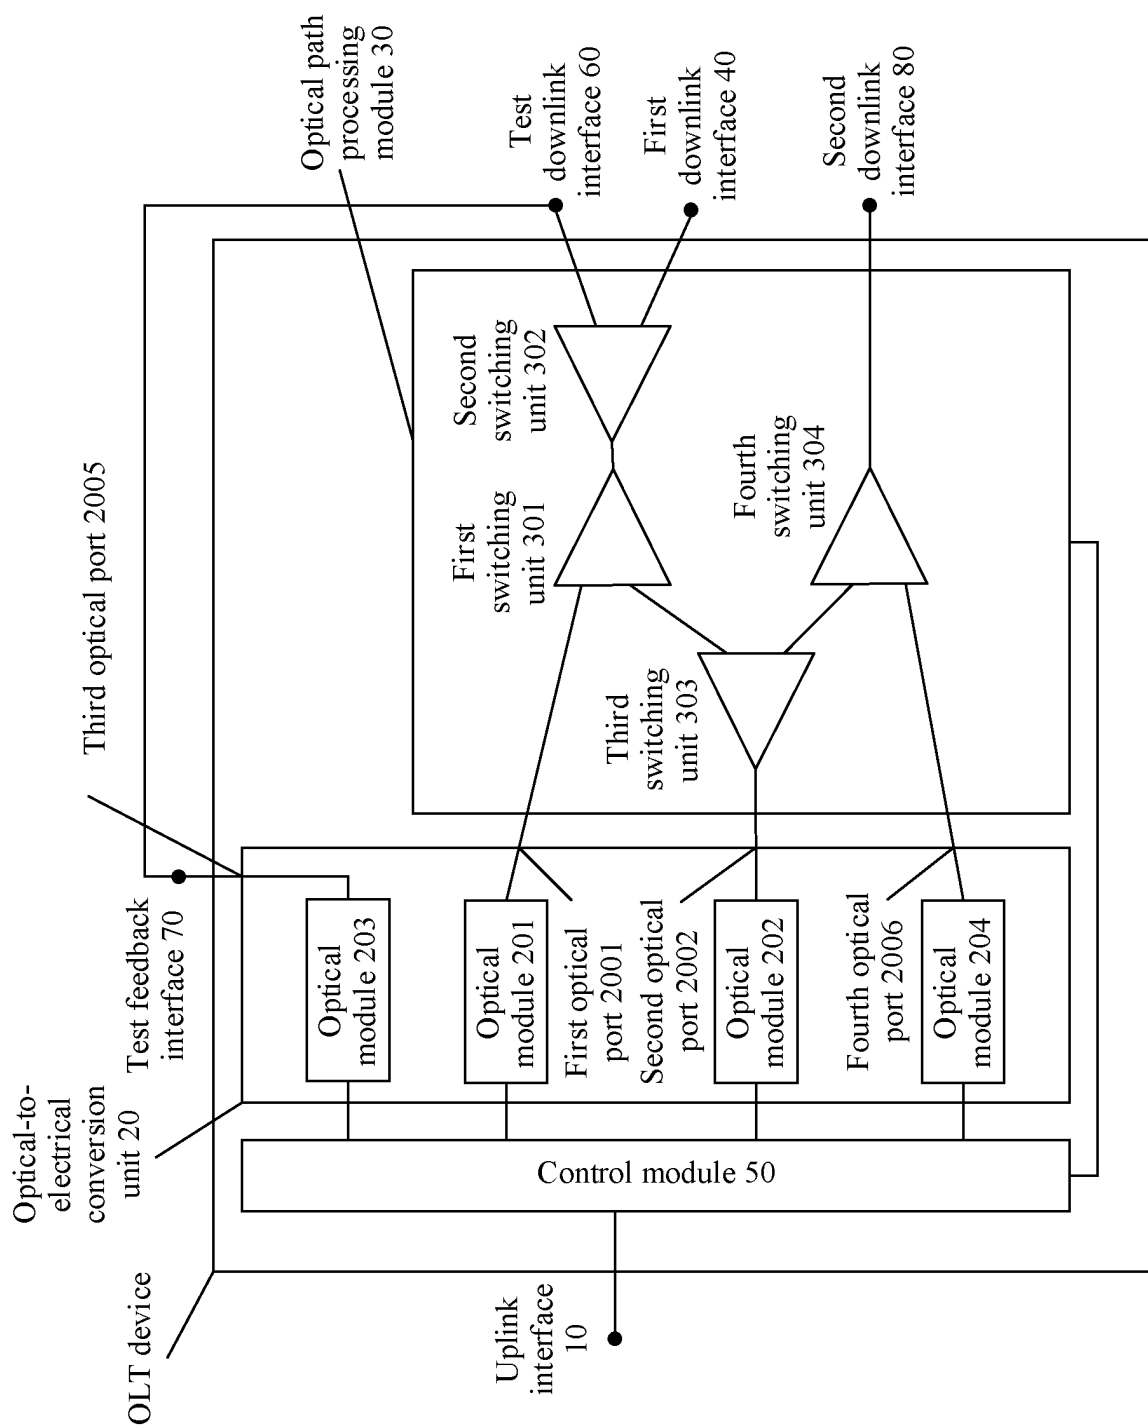 OLT device
Optical-to-
electrical
conversion
unit 20
Test feedback
interface 70
Third optical port 2005
Optical path
processing
module 30
Uplink
interface
10
Control module 50
Optical
module 203
Optical
module 201
First optical
port 2001
Second optical
port 2002
Optical
module 202
Fourth optical
port 2006
Optical
module 204
First
switching
unit 301
Second
switching
unit 302
Third
switching
unit 303
Fourth
switching
unit 304
Test
downlink
interface 60
First
downlink
interface 40
Second
downlink
interface 80